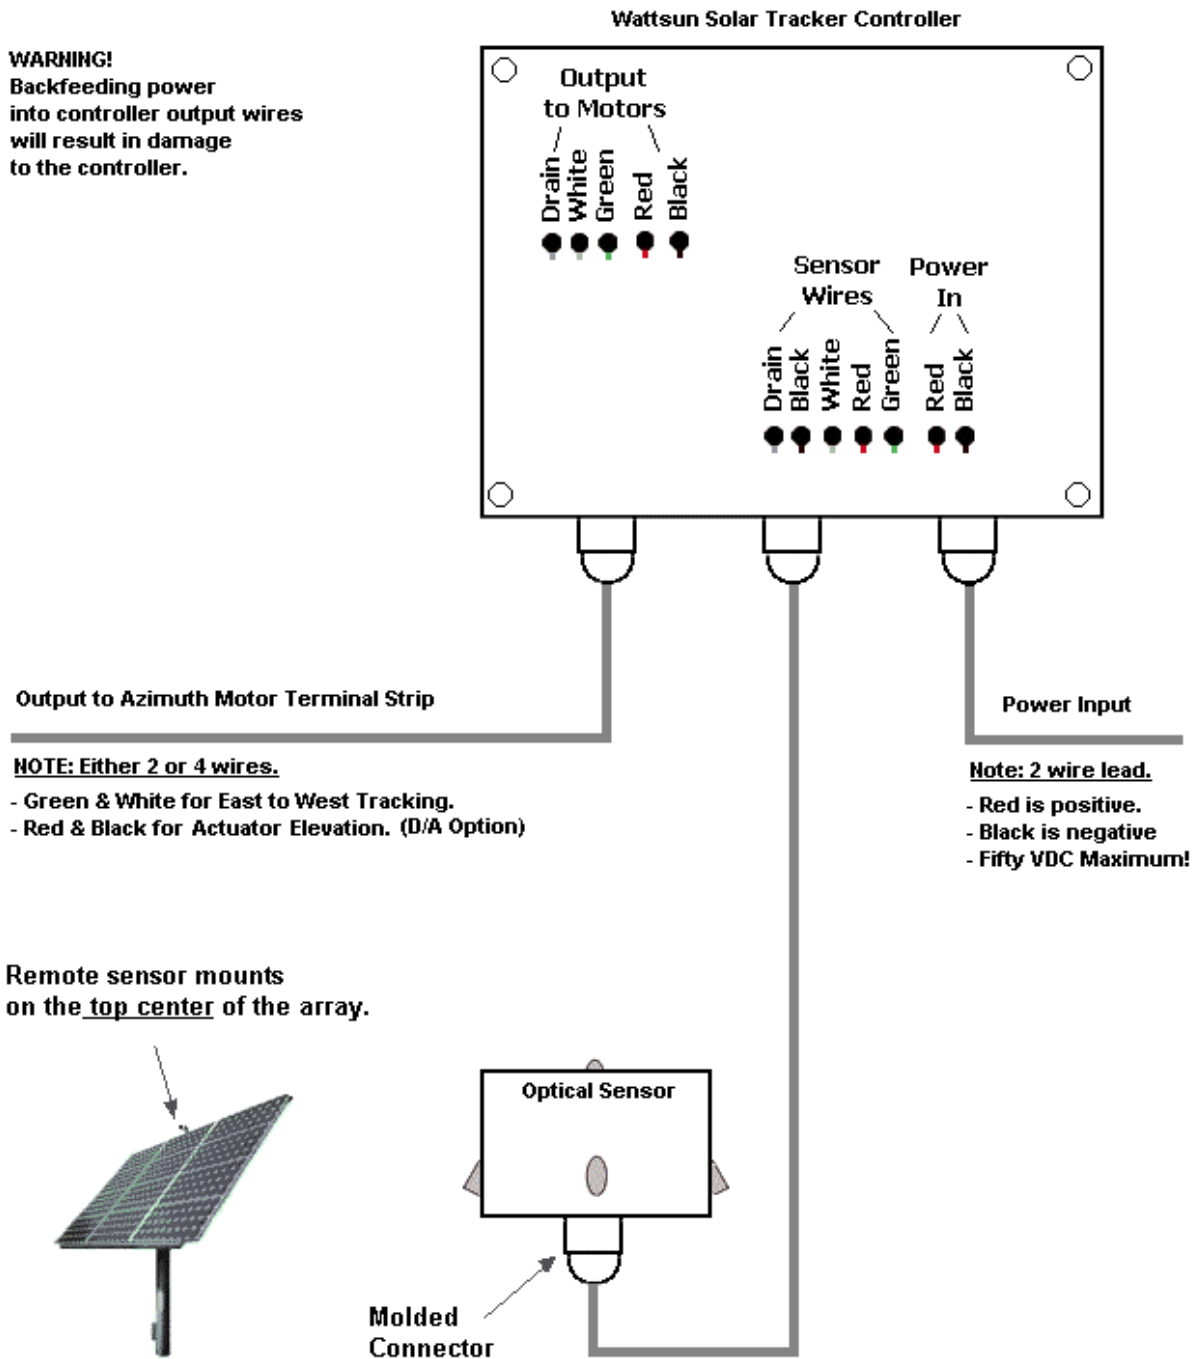 Wattsun Solar Tracker Controller
WARNING!
Backfeeding power
into controller output wires
will result in damage
to the controller.
Output
to Motors
Drain
White
Green
Red
Black
Sensor
Wires
Drain
Black
White
Red
Green
Power
In
Red
Black
Output to Azimuth Motor Terminal Strip
NOTE: Either 2 or 4 wires.
- Green & White for East to West Tracking.
- Red & Black for Actuator Elevation. (D/A Option)
Power Input
Note: 2 wire lead.
- Red is positive.
- Black is negative
- Fifty VDC Maximum!
Remote sensor mounts
on the top center of the array.
Optical Sensor
Molded
Connector